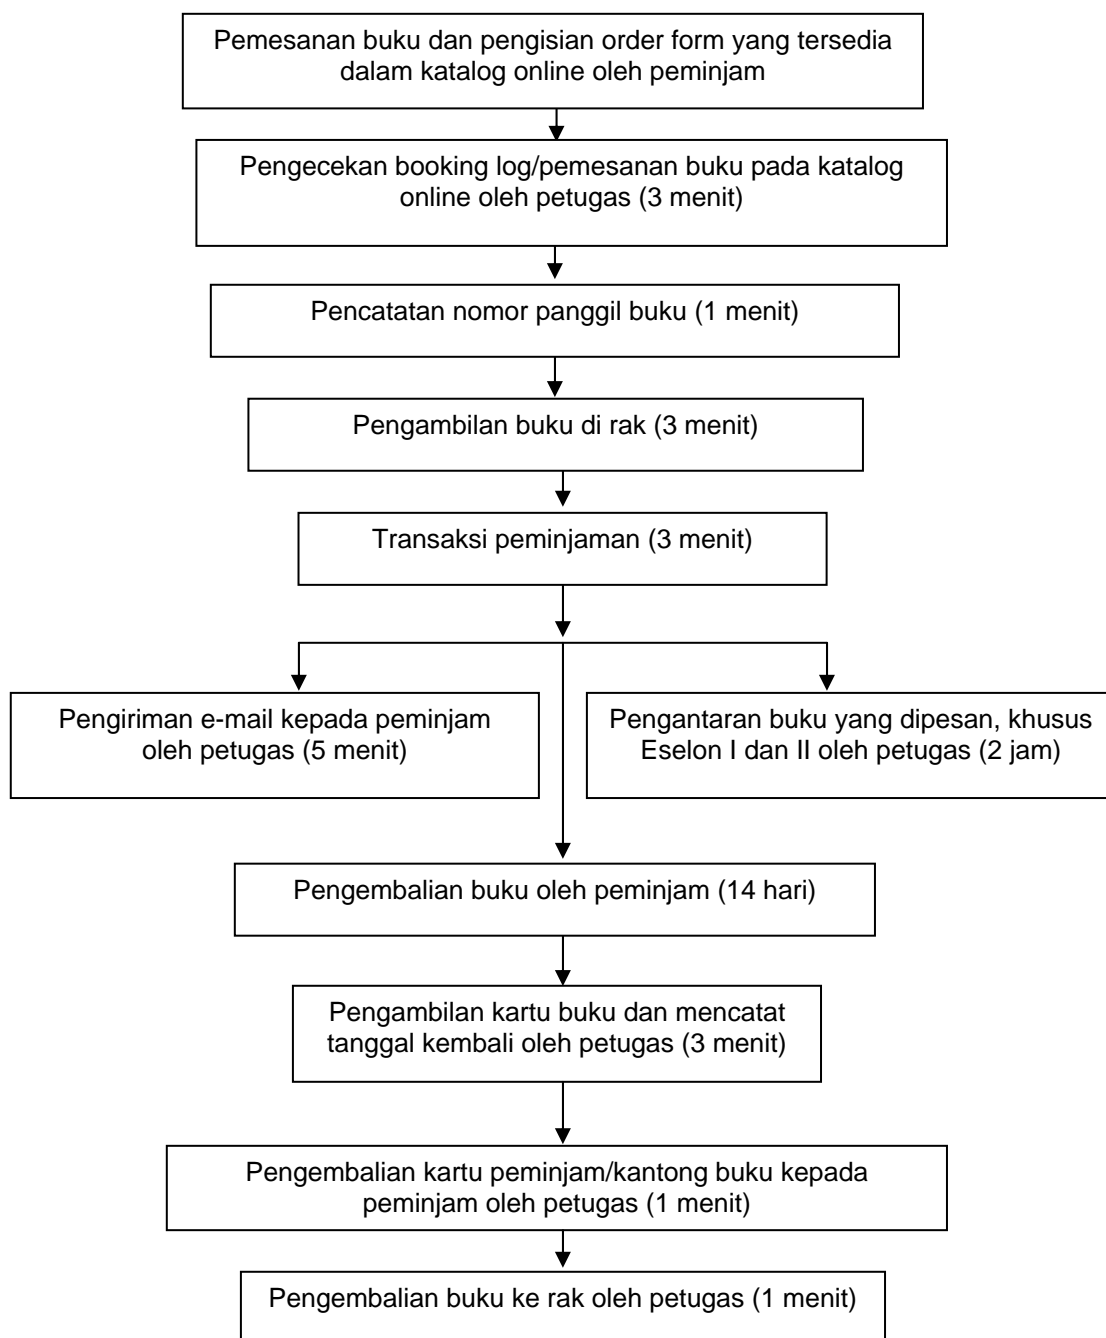 Pemesanan buku dan pengisian order form yang tersedia
dalam katalog online oleh peminjam
Pengecekan booking log/pemesanan buku pada katalog
online oleh petugas (3 menit)
Pencatatan nomor panggil buku (1 menit)
Pengambilan buku di rak (3 menit)
Transaksi peminjaman (3 menit)
Pengiriman e-mail kepada peminjam
oleh petugas (5 menit)
Pengantaran buku yang dipesan, khusus
Eselon I dan II oleh petugas (2 jam)
Pengembalian buku oleh peminjam (14 hari)
Pengambilan kartu buku dan mencatat
tanggal kembali oleh petugas (3 menit)
Pengembalian kartu peminjam/kantong buku kepada
peminjam oleh petugas (1 menit)
Pengembalian buku ke rak oleh petugas (1 menit)